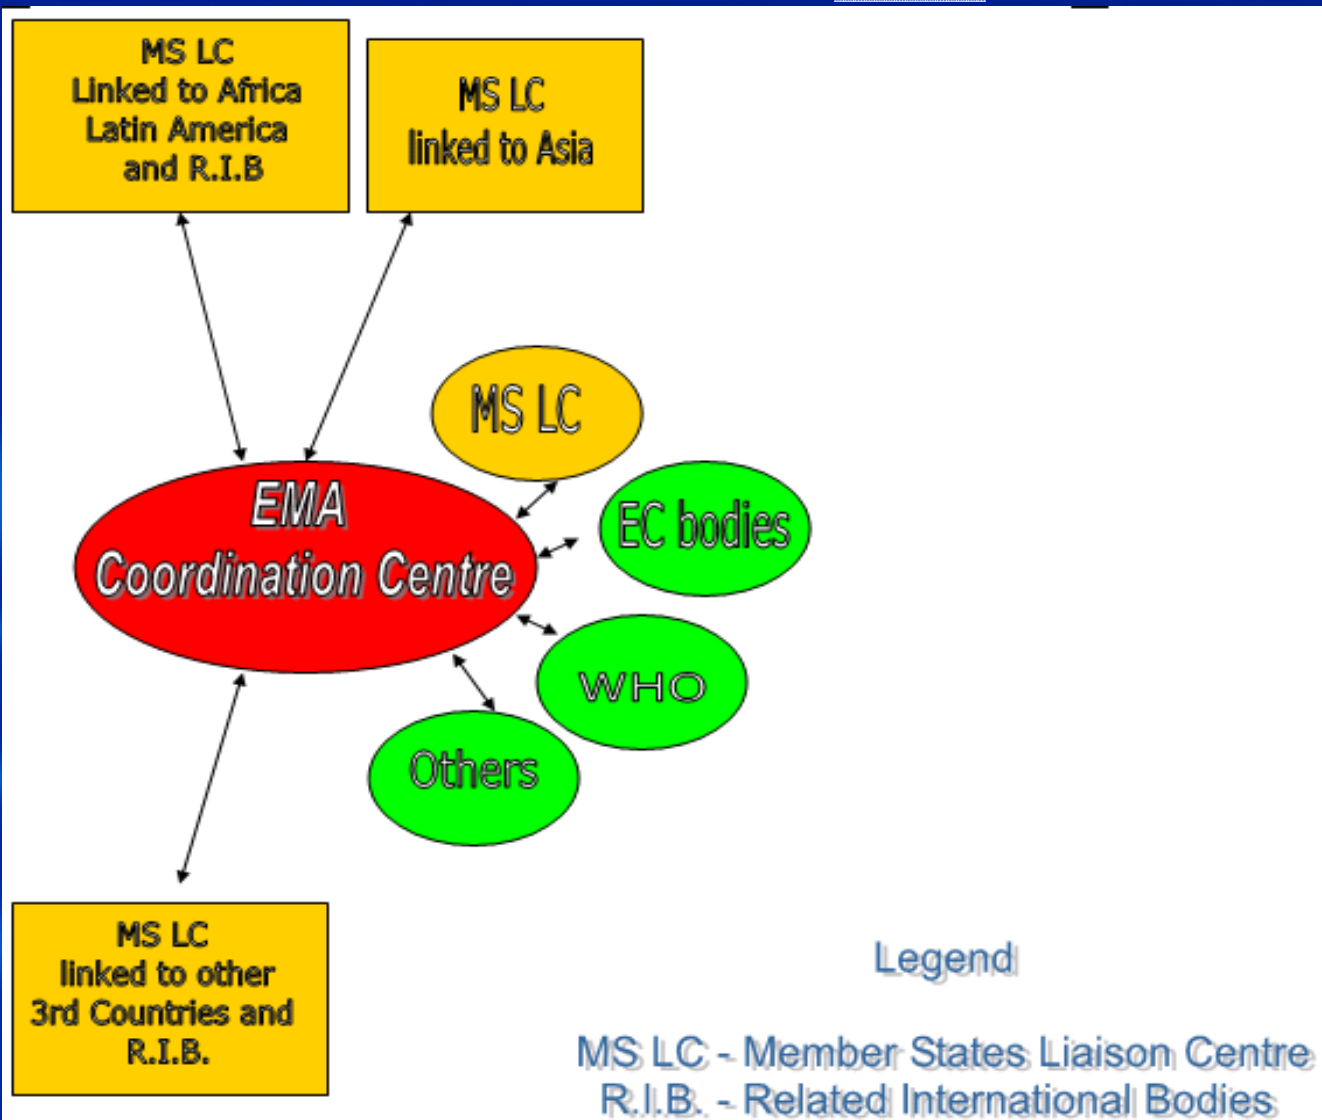 MS LC
Linked to Africa
Latin America
and R.I.B
MS LC
linked to Asia
MS LC
EMA
Coordination Centre
EC bodies
WHO
Others
MS LC
linked to other
3rd Countries and
R.I.B.
Legend
MS LC - Member States Liaison Centre
R.I.B. - Related International Bodies